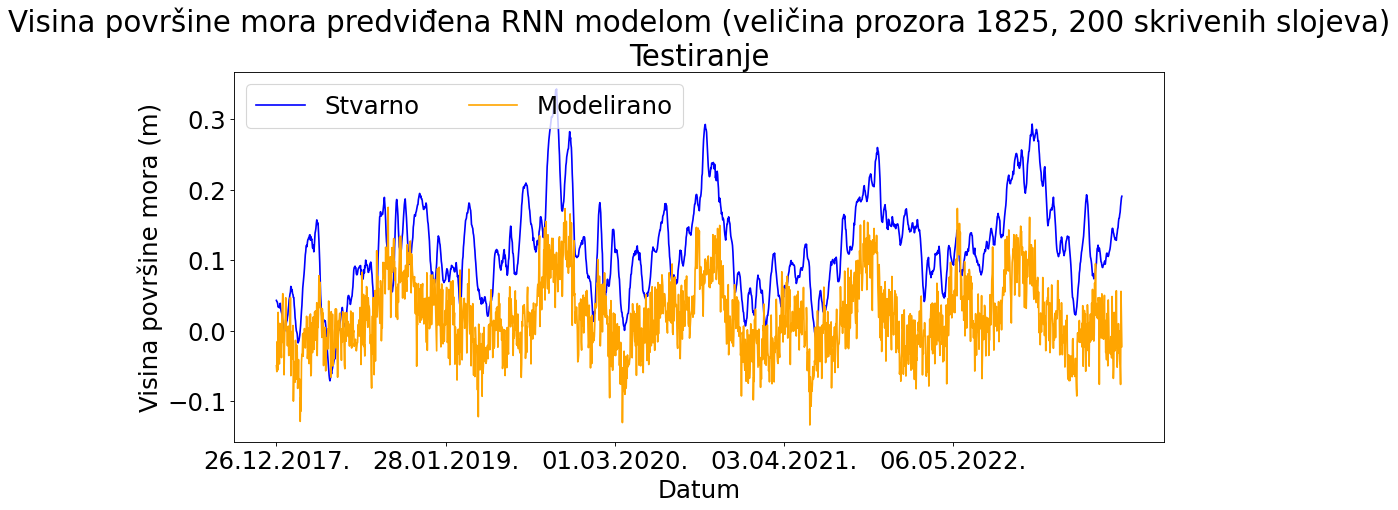 Visina površine mora predviđena RNN modelom (veličina prozora 1825, 200 skrivenih slojeva)
Testiranje
Stvarno
Modelirano
Visina površine mora (m)
0.3
0.2
0.1
0.0
−0.1
26.12.2017.
28.01.2019.
01.03.2020.
03.04.2021.
06.05.2022.
Datum